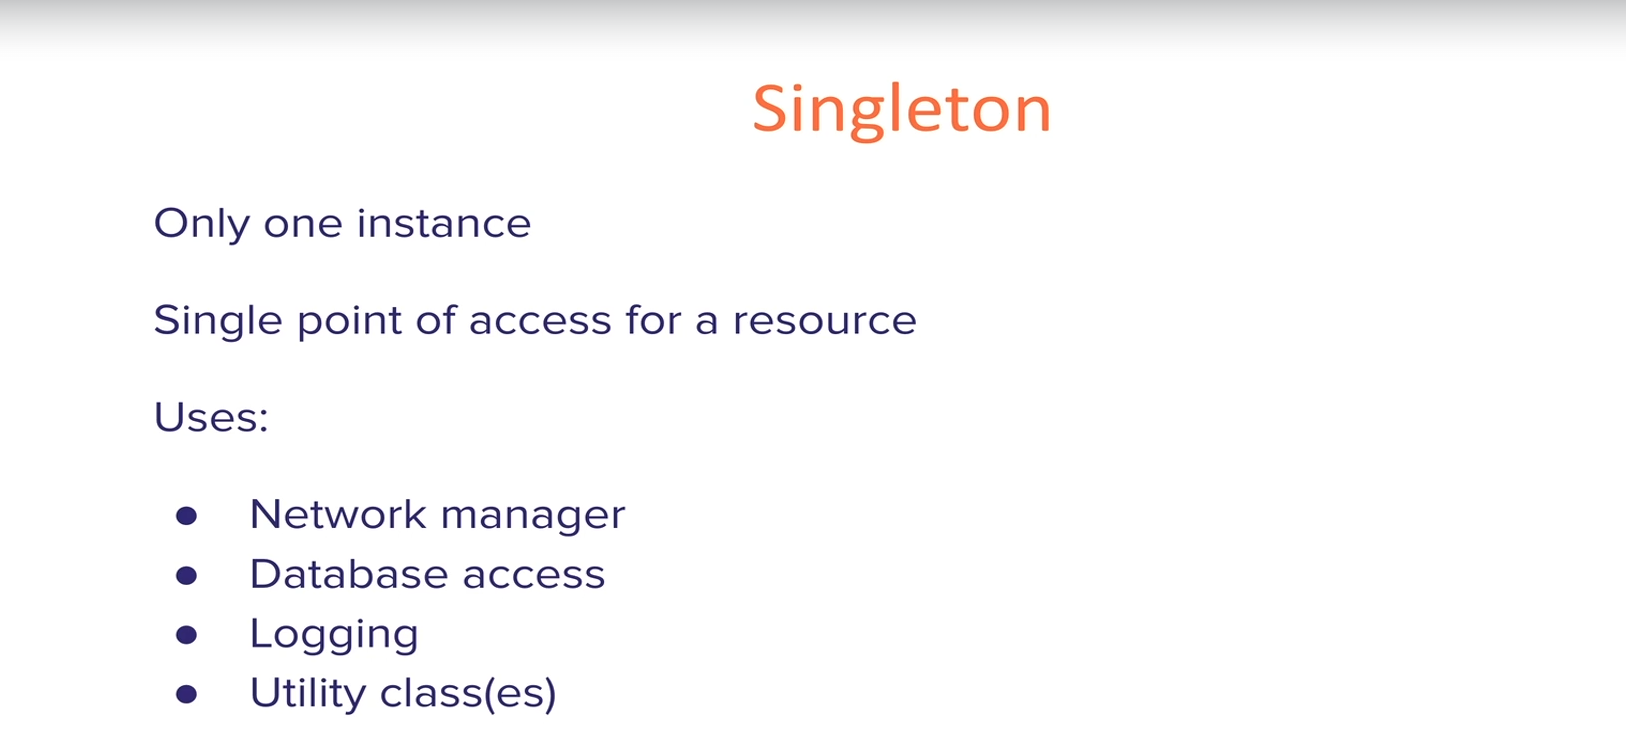 Singleton
Only one instance
Single point of access for a resource
Uses:
● Network manager
● Database access
● Logging
● Utility class(es)